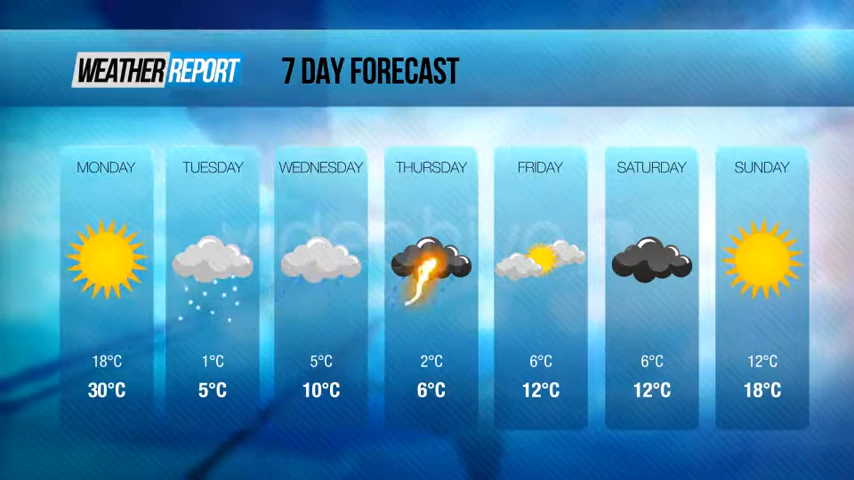 WEATHER REPORT
7 DAY FORECAST
MONDAY
TUESDAY
WEDNESDAY
THURSDAY
FRIDAY
SATURDAY
SUNDAY
18°C
1°C
5°C
2°C
6°C
6°C
12°C
30°C
5°C
10°C
6°C
12°C
12°C
18°C